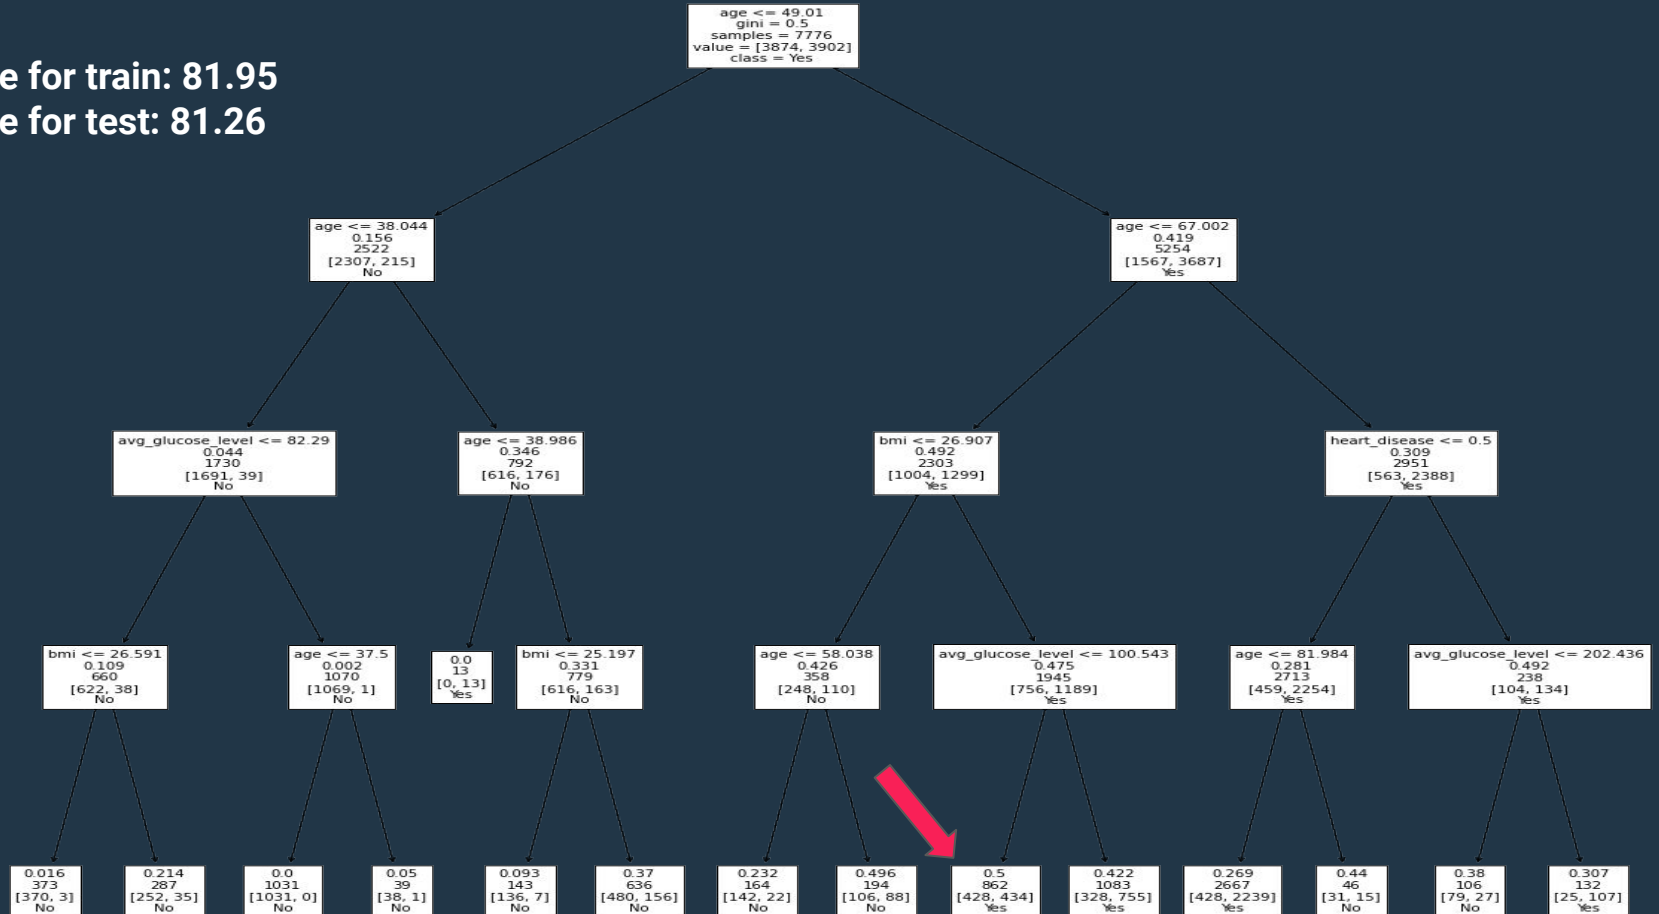 age <= 49.01
gini = 0.5
samples = 7776
value = [3874, 3902]
class = Yes
e for train: 81.95
e for test: 81.26
age <= 38.044
0.156
2522
[2307, 215]
No
age <= 67.002
0.419
5254
[1567, 3687]
Yes
avg_glucose_level <= 82.29
0.044
1730
[1691, 39]
No
age <= 38.986
0.346
792
[616, 176]
No
bmi <= 26.907
0.492
2303
[1004, 1299]
Yes
heart_disease <= 0.5
0.309
2951
[563, 2388]
Yes
bmi <= 26.591
0.109
660
[622, 38]
No
age <= 37.5
0.002
1070
[1069, 1]
No
0.0
13
[0, 13]
Yes
bmi <= 25.197
0.331
779
[616, 163]
No
age <= 58.038
0.426
358
[248, 110]
No
avg_glucose_level <= 100.543
0.475
1945
[756, 1189]
Yes
age <= 81.984
0.281
2713
[459, 2254]
Yes
avg_glucose_level <= 202.436
0.492
238
[104, 134]
Yes
0.016
373
[370, 3]
No
0.214
287
[252, 35]
No
0.0
1031
[1031, 0]
No
0.05
39
[38, 1]
No
0.093
143
[136, 7]
No
0.37
636
[480, 156]
No
0.232
164
[142, 22]
No
0.496
194
[106, 88]
No
0.5
862
[428, 434]
Yes
0.422
1083
[328, 755]
Yes
0.269
2667
[428, 2239]
Yes
0.44
46
[31, 15]
No
0.38
106
[79, 27]
No
0.307
132
[25, 107]
Yes